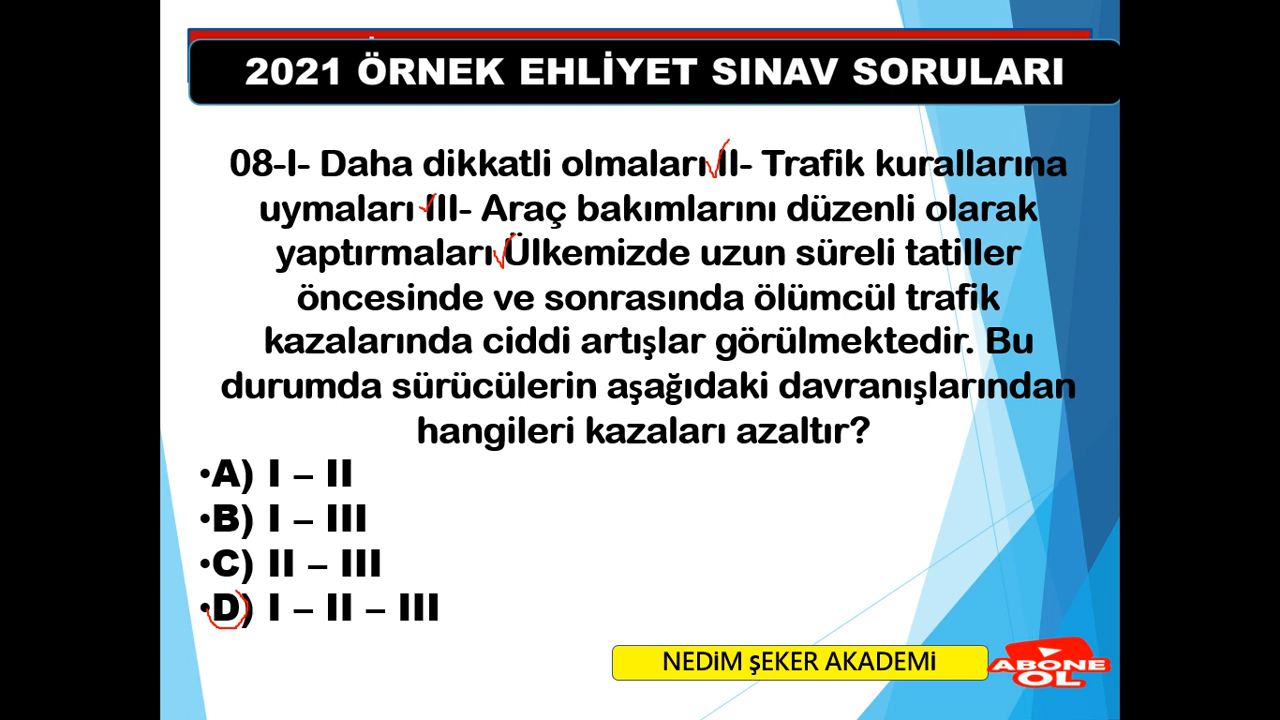 2021 ÖRNEK EHLİYET SINAV SORULARI
08-I- Daha dikkatli olmaları II- Trafik kurallarına
uymaları III- Araç bakımlarını düzenli olarak
yaptırmaları Ülkemizde uzun süreli tatiller
öncesinde ve sonrasında ölümcül trafik
kazalarında ciddi artışlar görülmektedir. Bu
durumda sürücülerin aşağıdaki davranışlarından
hangileri kazaları azaltır?
•A) I – II
•B) I – III
•C) II – III
•D) I – II – III
NEDİM ŞEKER AKADEMİ
ABONE
OL